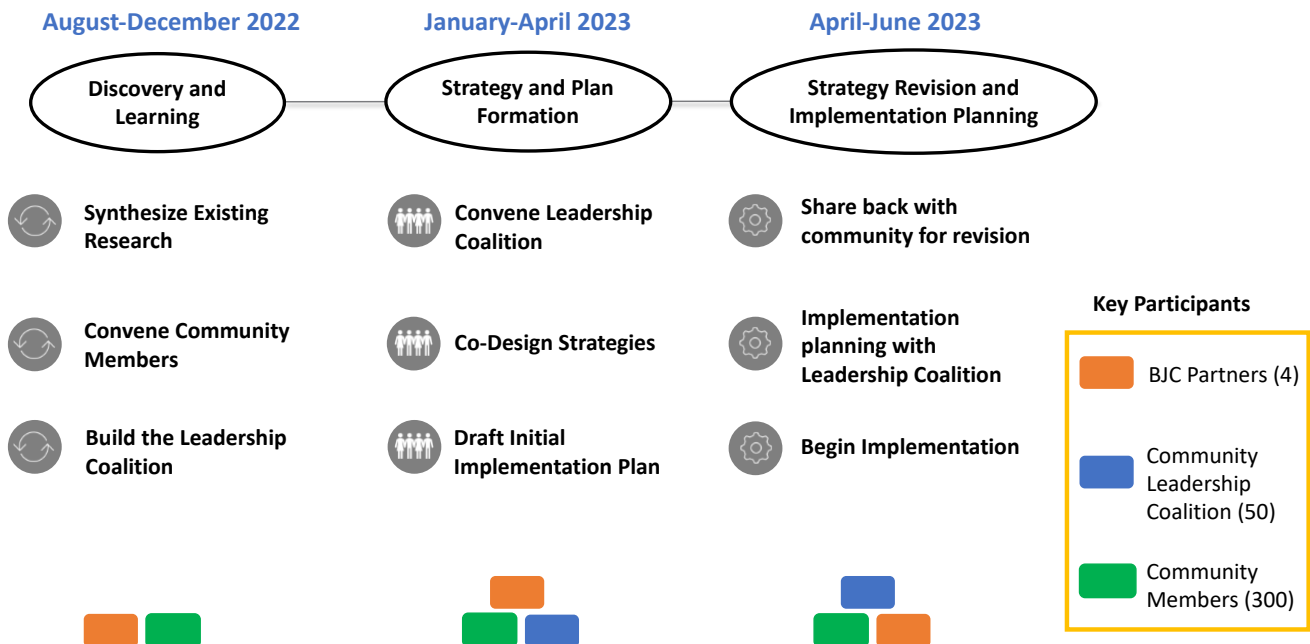 August-December 2022
January-April 2023
April-June 2023
Discovery and
Learning
Strategy and Plan
Formation
Strategy Revision and
Implementation Planning
Synthesize Existing
Research
Convene Leadership
Coalition
Share back with
community for revision
Convene Community
Members
Co-Design Strategies
Implementation
planning with
Leadership Coalition
Build the Leadership
Coalition
Draft Initial
Implementation Plan
Begin Implementation
Key Participants
BJC Partners (4)
Community
Leadership
Coalition (50)
Community
Members (300)